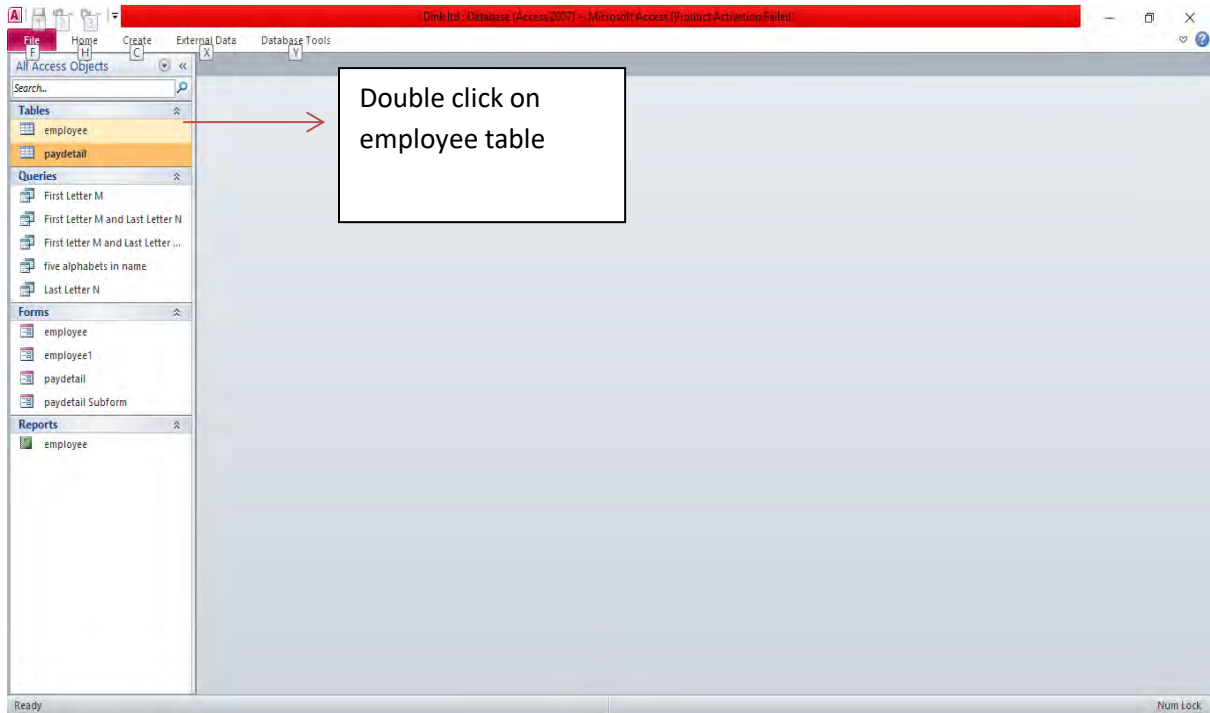 Dink ltd : Database (Access 2007) - Microsoft Access (Product Activation Failed)
File Home Create External Data Database Tools
F H C X Y
All Access Objects
Search...
Tables
employee
paydetail
Queries
First Letter M
First Letter M and Last Letter N
First letter M and Last Letter ...
five alphabets in name
Last Letter N
Forms
employee
employee1
paydetail
paydetail Subform
Reports
employee
Double click on
employee table
Ready
Num Lock